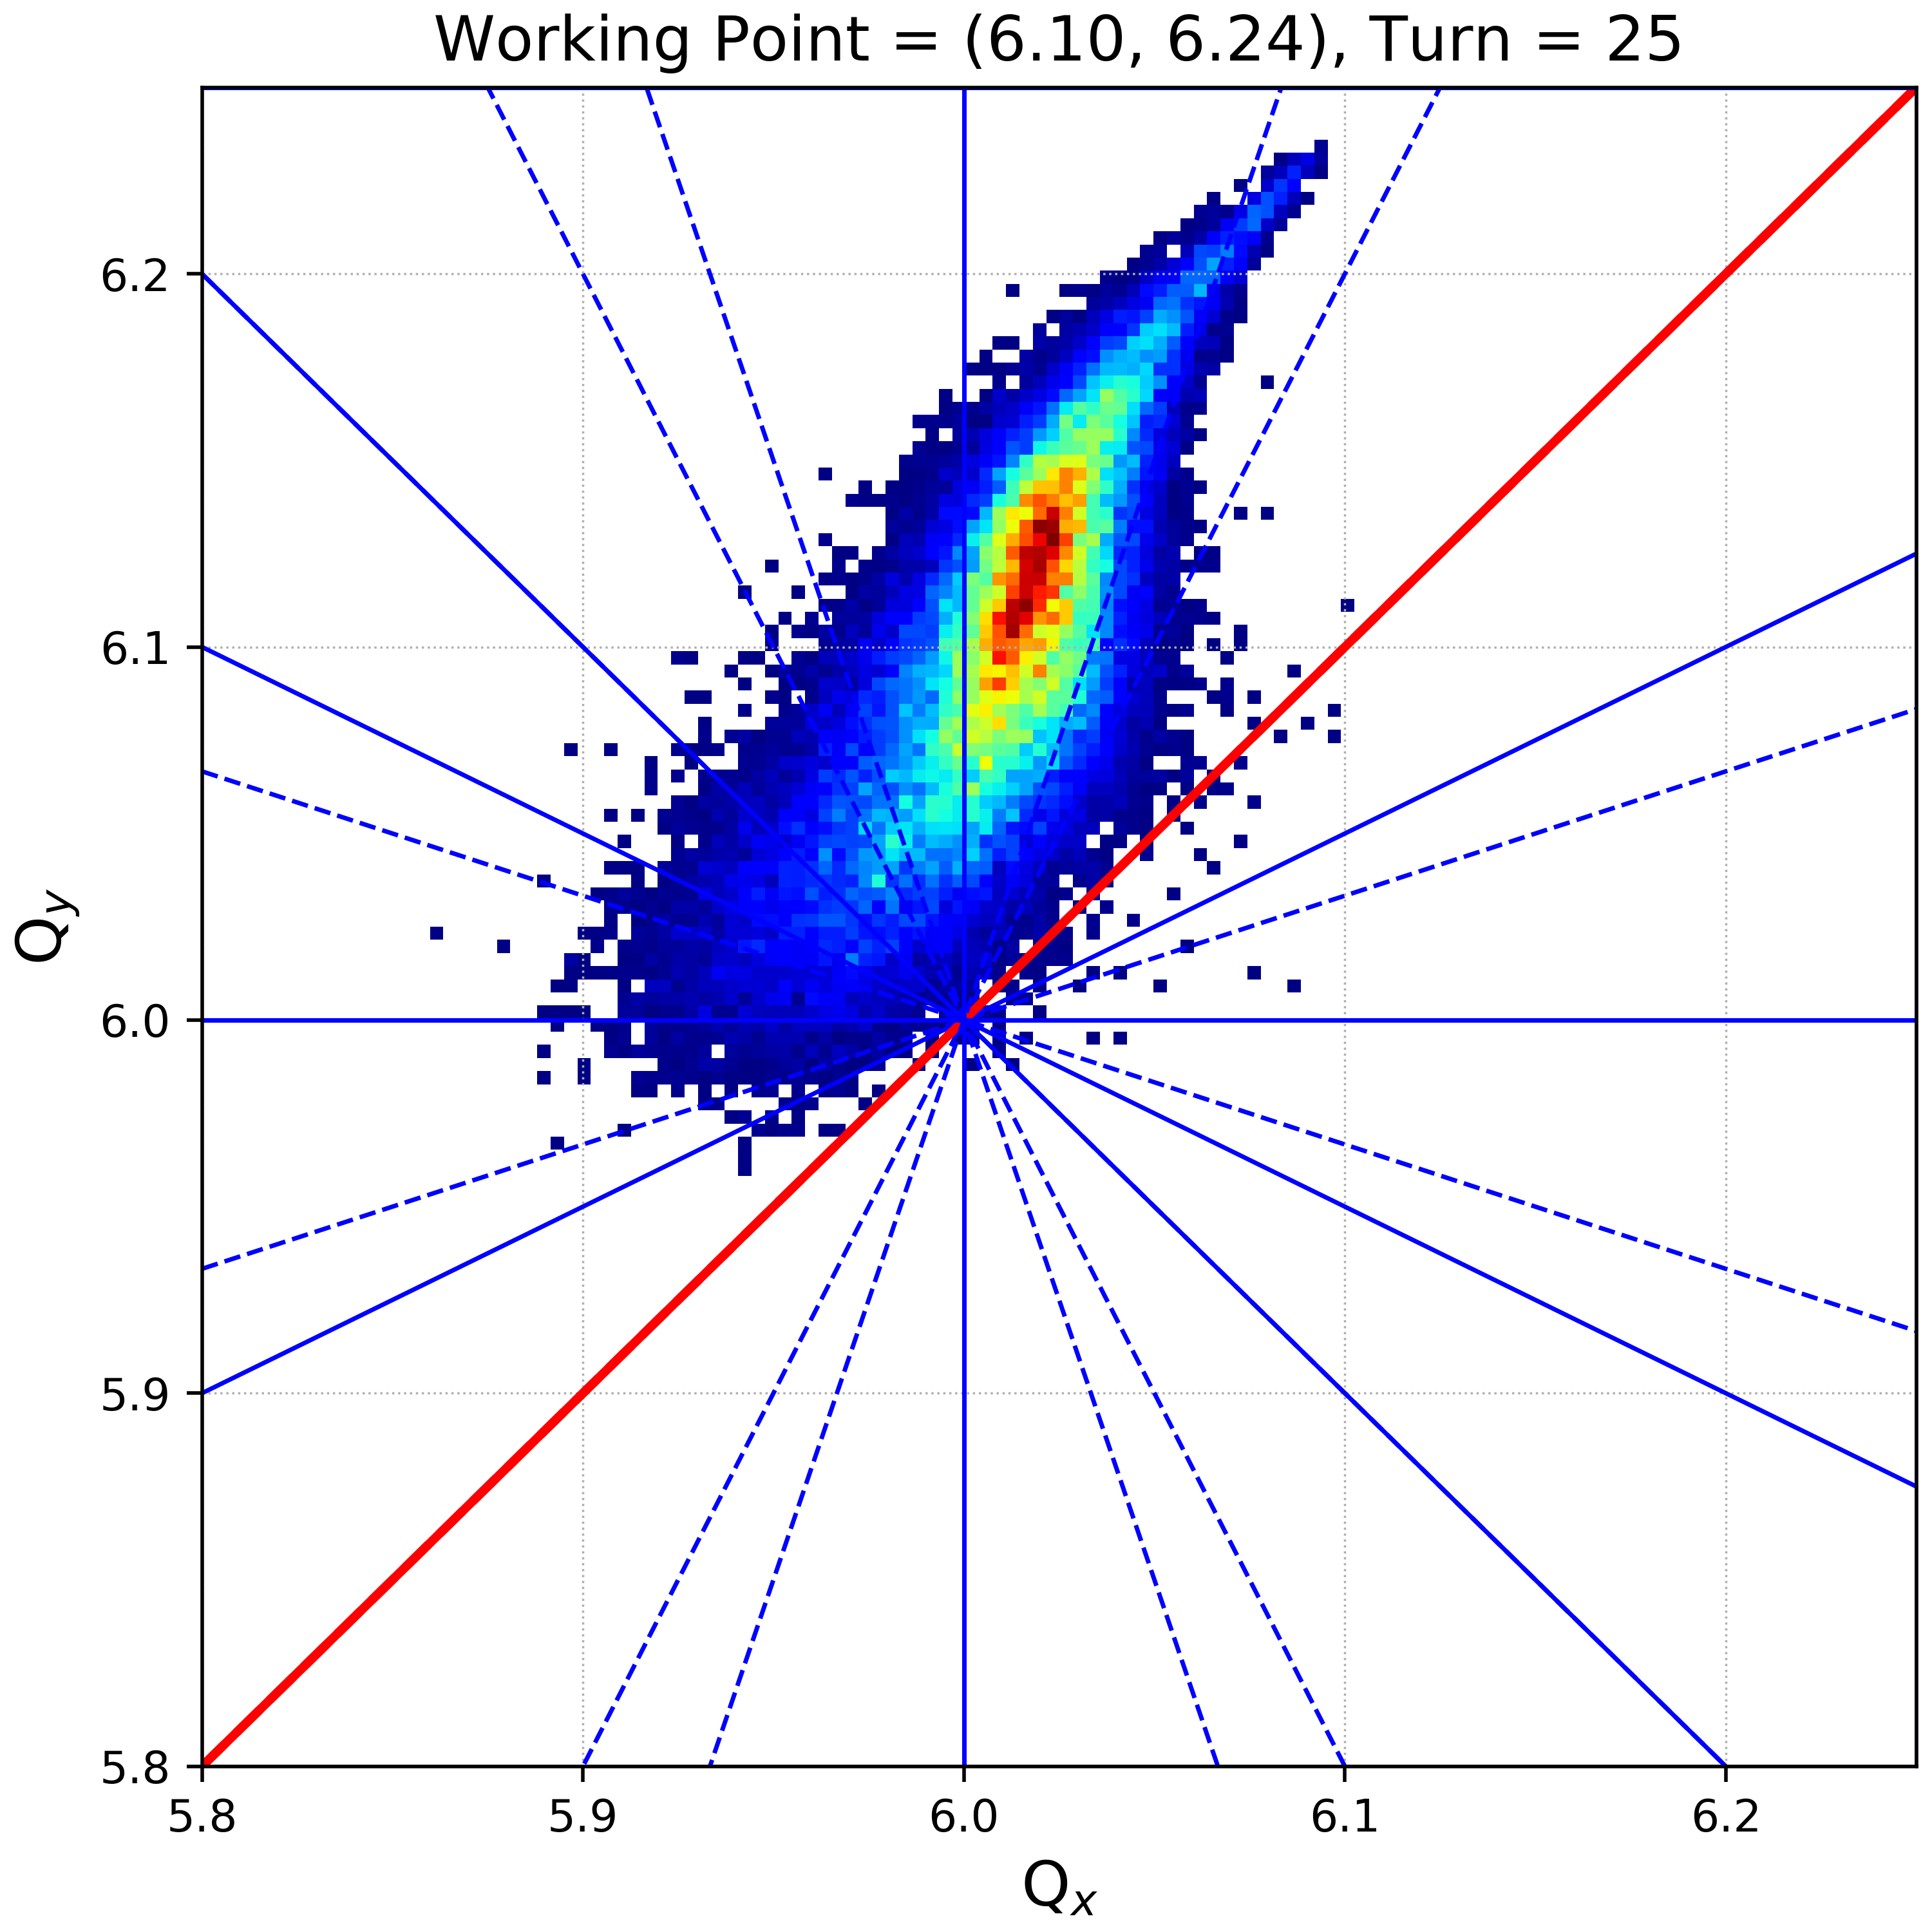 Working Point = (6.10, 6.24), Turn = 25
6.2
6.1
6.0
5.9
5.8
Qy
5.8 5.9 6.0 6.1 6.2
Qx